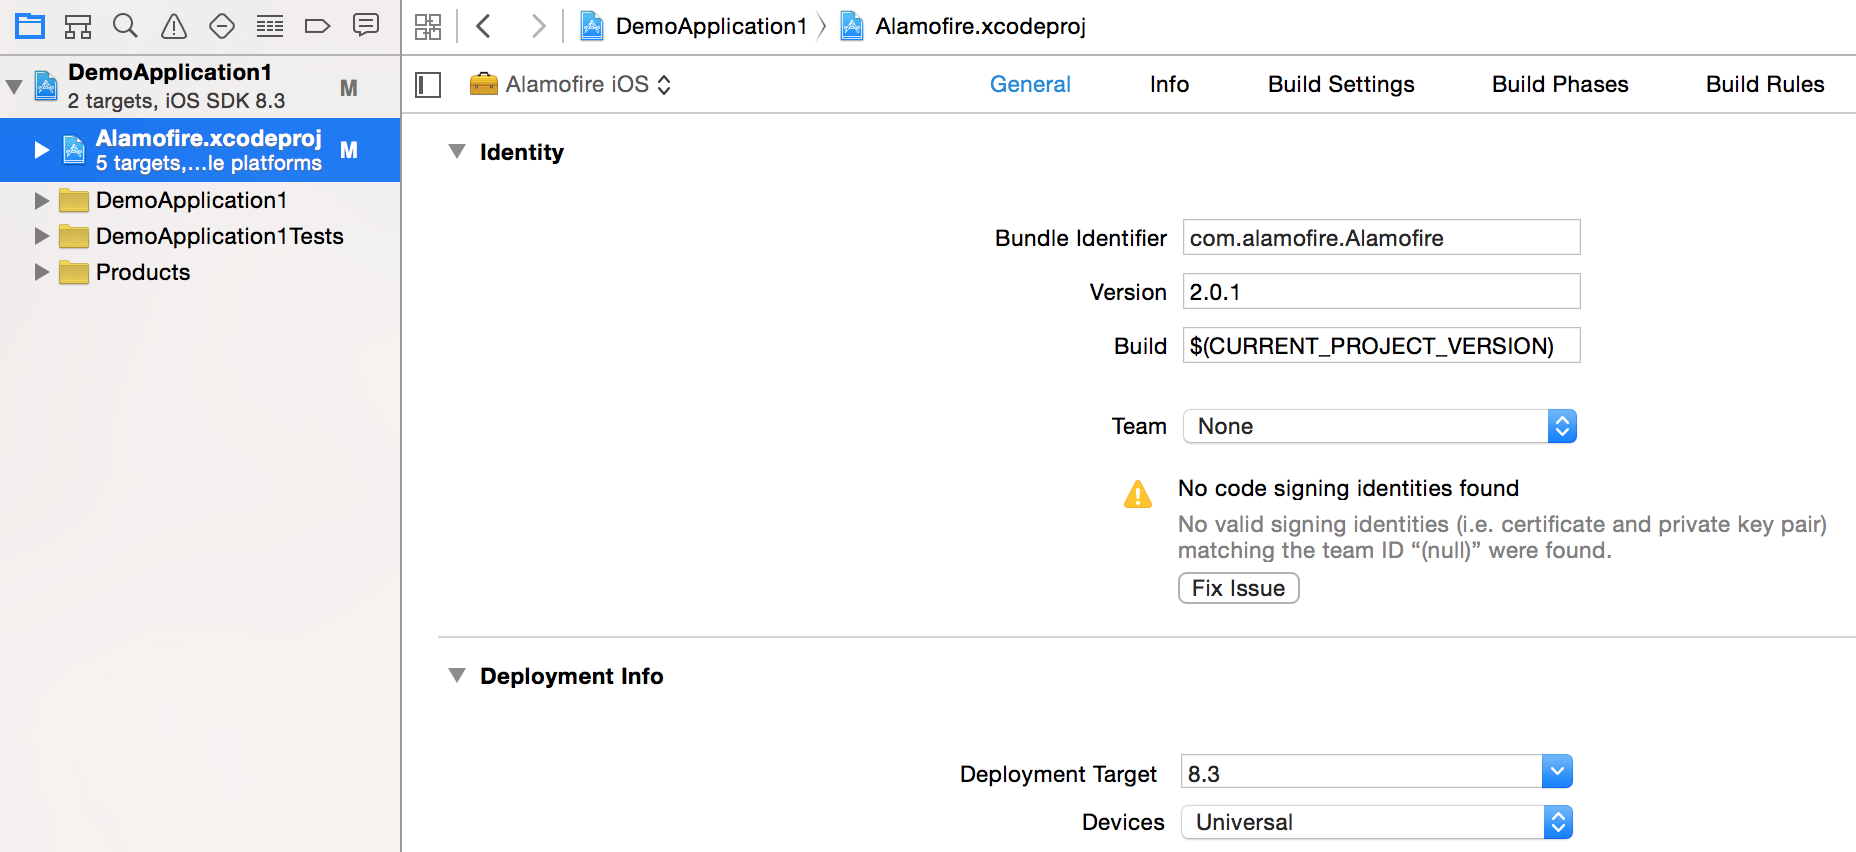 DemoApplication1
2 targets, iOS SDK 8.3
M
Alamofire.xcodeproj
5 targets,...le platforms
M
DemoApplication1
DemoApplication1Tests
Products
DemoApplication1 Alamofire.xcodeproj
Alamofire iOS General Info Build Settings Build Phases Build Rules
Identity
Bundle Identifier com.alamofire.Alamofire
Version 2.0.1
Build $(CURRENT_PROJECT_VERSION)
Team None
No code signing identities found
No valid signing identities (i.e. certificate and private key pair)
matching the team ID “(null)” were found.
Fix Issue
Deployment Info
Deployment Target 8.3
Devices Universal